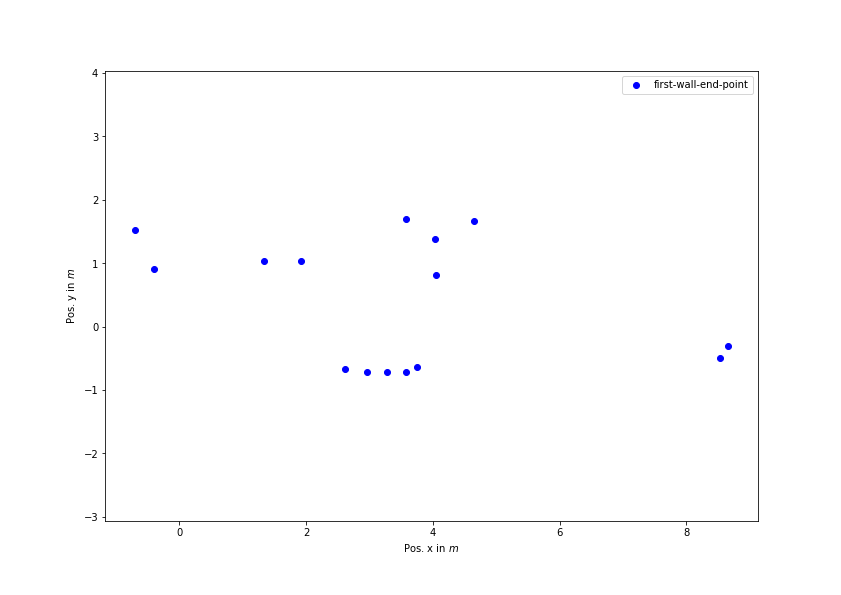 first-wall-end-point
4
3
2
1
0
−1
−2
−3
Pos. y in m
0 2 4 6 8
Pos. x in m